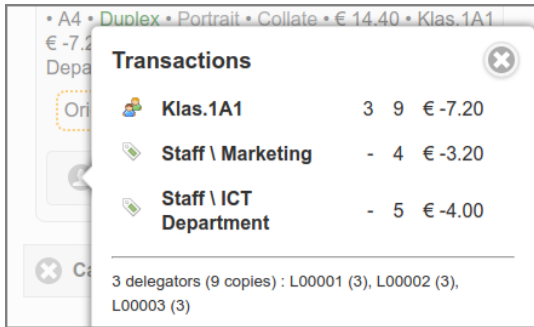 • A4 • Duplex • Portrait • Collate • € 14.40 • Klas.1A1
€ -7.2
Depa
Transactions
Ori
Klas.1A1 3 9 € -7.20
Staff \ Marketing - 4 € -3.20
Staff \ ICT
Department - 5 € -4.00
Ca
3 delegators (9 copies) : L00001 (3), L00002 (3),
L00003 (3)